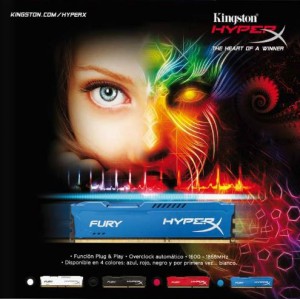 KINGSTON.COM/HYPERX
Kingston
HYPERX
THE HEART OF A WINNER
FURY
HYPERX
• Función Plug & Play • Overclock automático • 1600 - 1866MHz
• Disponible en 4 colores: azul, rojo, negro y por primera vez... blanco.